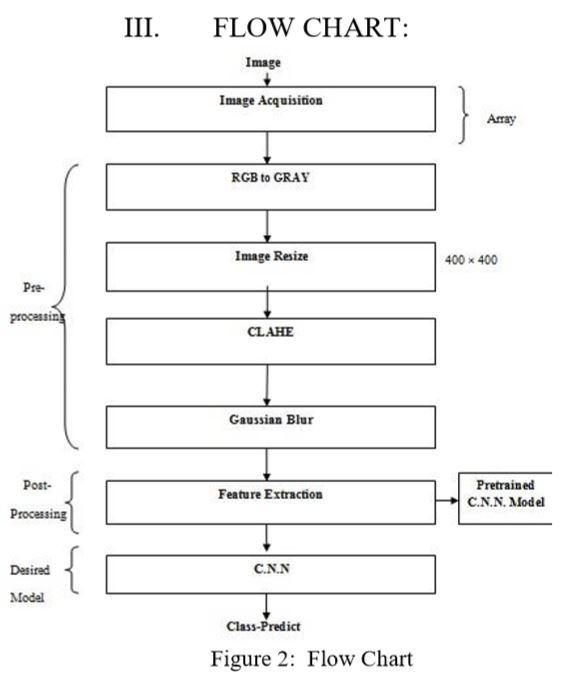 III. FLOW CHART:
Image
Image Acquisition
Array
RGB to GRAY
Image Resize
400 × 400
Pre-
processing
CLAHE
Gaussian Blur
Post-
Processing
Feature Extraction
Pretrained
C.N.N. Model
Desired
Model
C.N.N
Class-Predict
Figure 2: Flow Chart